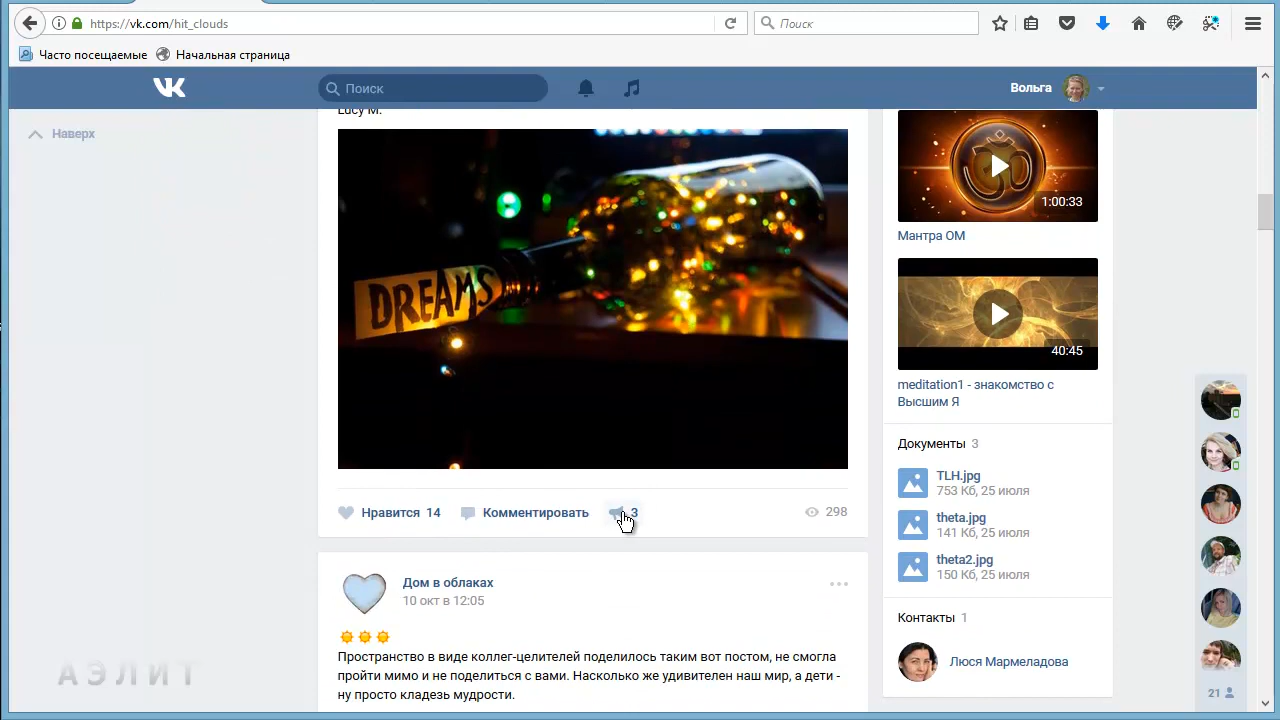 https://vk.com/hit_clouds
Поиск
Часто посещаемые
Начальная страница
Поиск
Вольга
Наверх
Lucy M.
DREAMS
Нравится 14
Комментировать
3
298
Дом в облаках
10 окт в 12:05
Пространство в виде коллег-целителей поделилось таким вот постом, не смогла
пройти мимо и не поделиться с вами. Насколько же удивителен наш мир, а дети -
ну просто кладезь мудрости.
1:00:33
Мантра ОМ
40:45
meditation1 - знакомство с
Высшим Я
Документы 3
TLH.jpg
753 Кб, 25 июля
theta.jpg
141 Кб, 25 июля
theta2.jpg
150 Кб, 25 июля
Контакты 1
Люся Мармеладова
21
АЭЛИТ